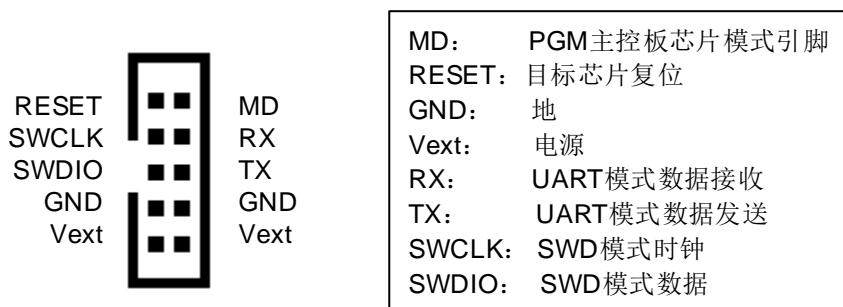 RESET MD
SWCLK RX
SWDIO TX
GND GND
Vext Vext
MD： PGM主控板芯片模式引脚
RESET：目标芯片复位
GND： 地
Vext： 电源
RX： UART模式数据接收
TX： UART模式数据发送
SWCLK： SWD模式时钟
SWDIO： SWD模式数据